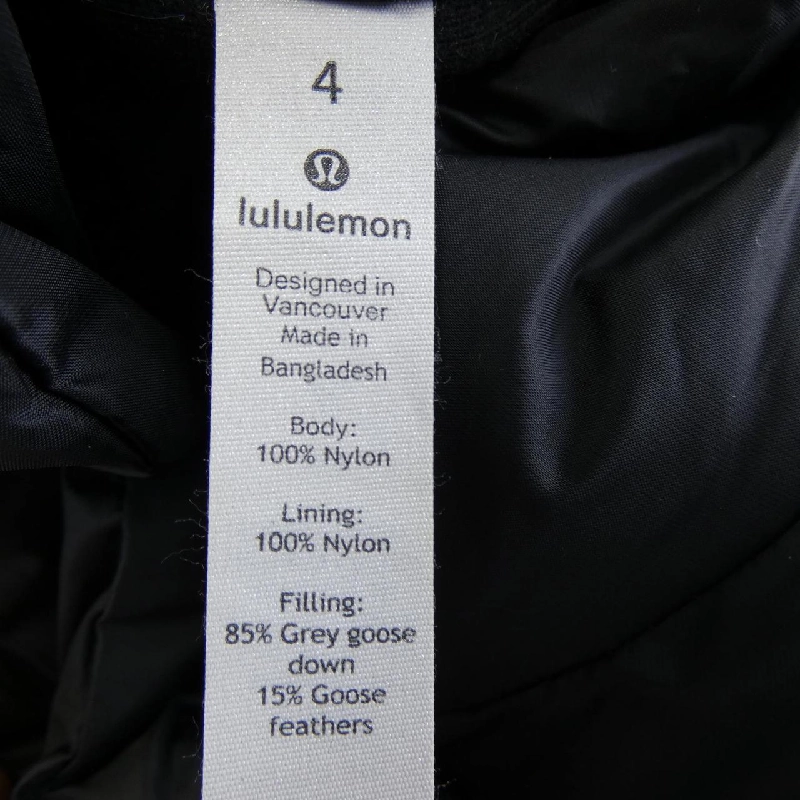 4
lululemon
Designed in
Vancouver
Made in
Bangladesh
Body:
100% Nylon
Lining:
100% Nylon
Filling:
85% Grey goose
down
15% Goose
feathers